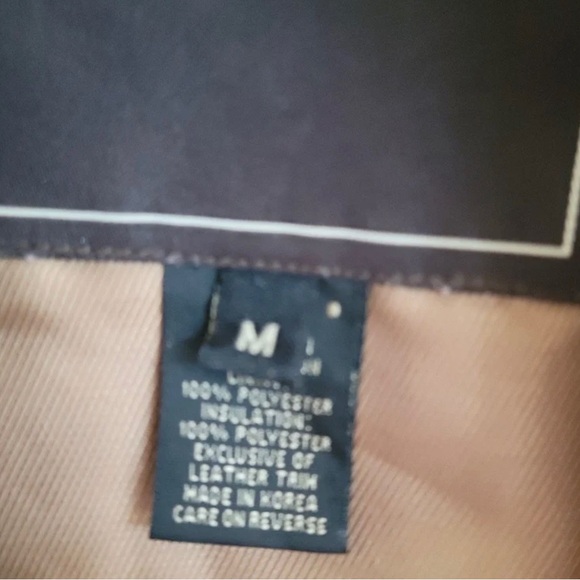 M
100% POLYESTER
INSULATION:
100% POLYESTER
EXCLUSIVE OF
LEATHER TRIM
MADE IN KOREA
CARE ON REVERSE